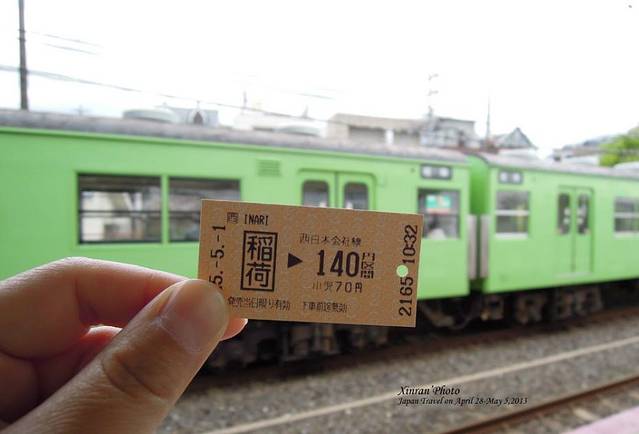 西 INARI
稲荷
▶ 140円区間
西日本会社線
小児70円
発売当日限り有効 下車前途無効
5.-5.-1
2165 10:32
Xinran'Photo
Japan Travel on April 28-May 5,2013